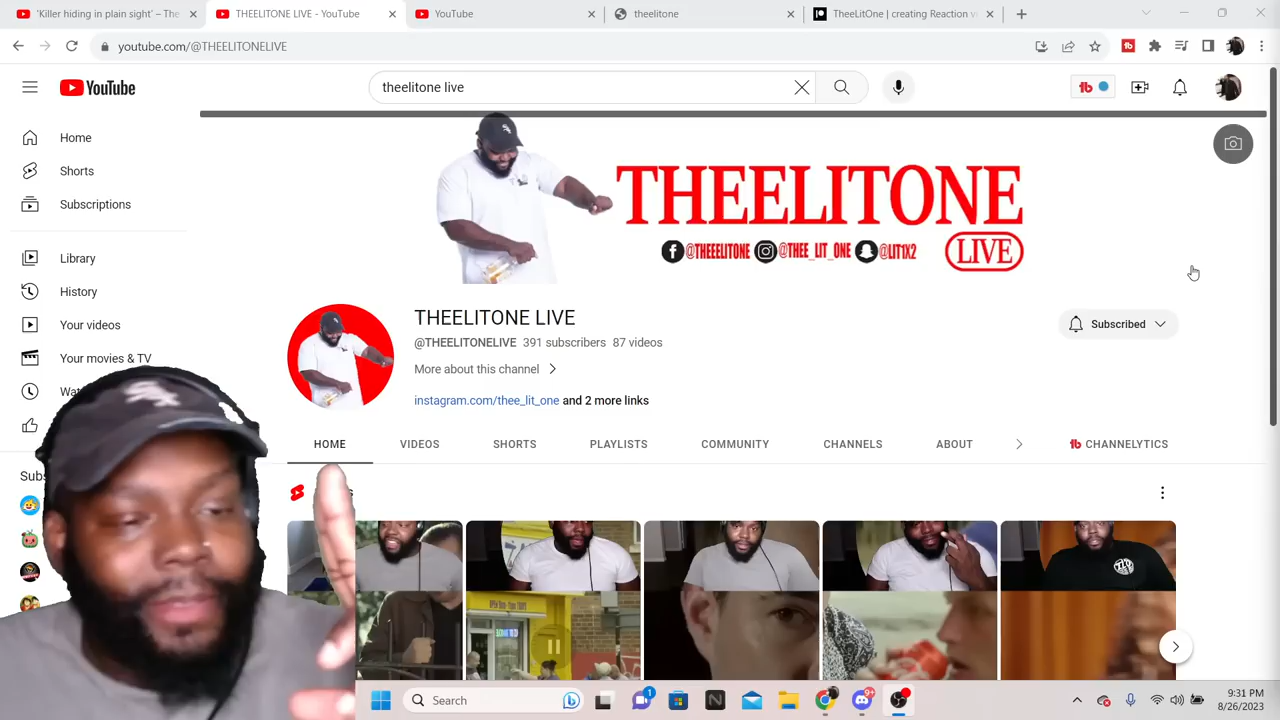 'Killer hiding in plain sight' – The
THEELITONE LIVE - YouTube
YouTube
theelitone
TheeLitOne | creating Reaction vi
youtube.com/@THEELITONELIVE
YouTube
theelitone live
Home
Shorts
Subscriptions
Library
History
Your videos
Your movies & TV
THEELITONE
@THEEELITONE @THEE_LIT_ONE @LIT1X2 LIVE
THEELITONE LIVE
@THEELITONELIVE 391 subscribers 87 videos
More about this channel
instagram.com/thee_lit_one and 2 more links
Subscribed
HOME
VIDEOS
SHORTS
PLAYLISTS
COMMUNITY
CHANNELS
ABOUT
CHANNELYTICS
Search
9:31 PM
8/26/2023